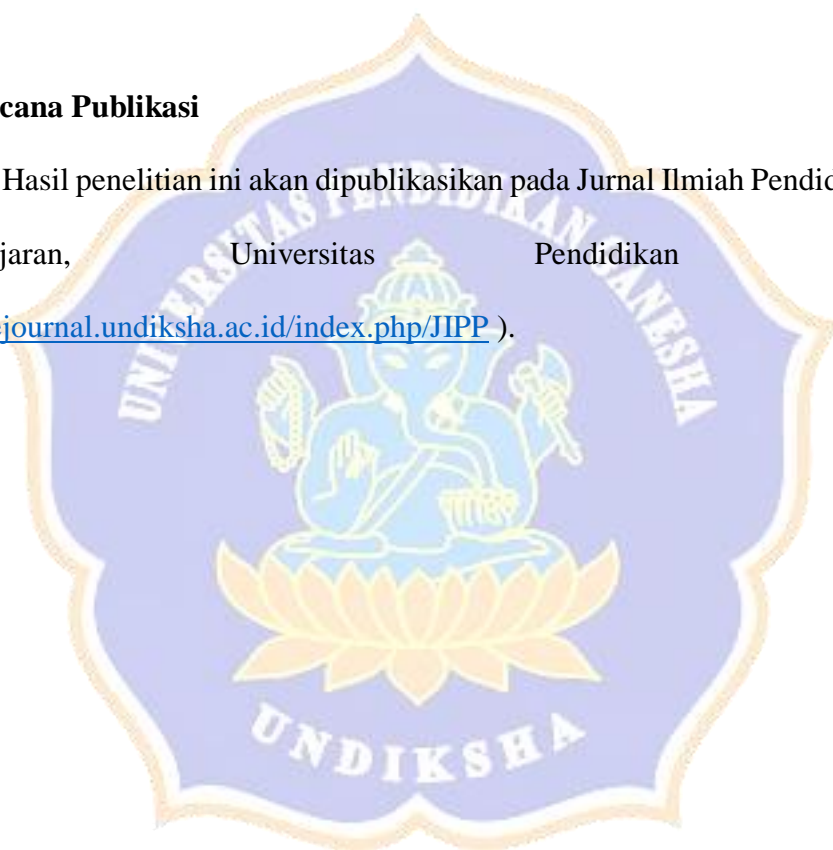 cana Publikasi
Hasil penelitian ini akan dipublikasikan pada Jurnal Ilmiah Pendid
jaran, Universitas Pendidikan
ejournal.undiksha.ac.id/index.php/JIPP ).
UNIVERSITAS PENDIDIKAN GANESHA
UNDIKSHA